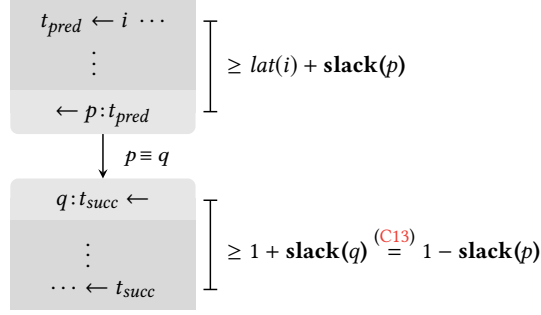 t_pred ← i ⋯
⋮
≥ lat(i) + slack(p)
← p : t_pred
p ≡ q
q : t_succ ←
≥ 1 + slack(q) (C13) = 1 − slack(p)
⋮
⋯ ← t_succ